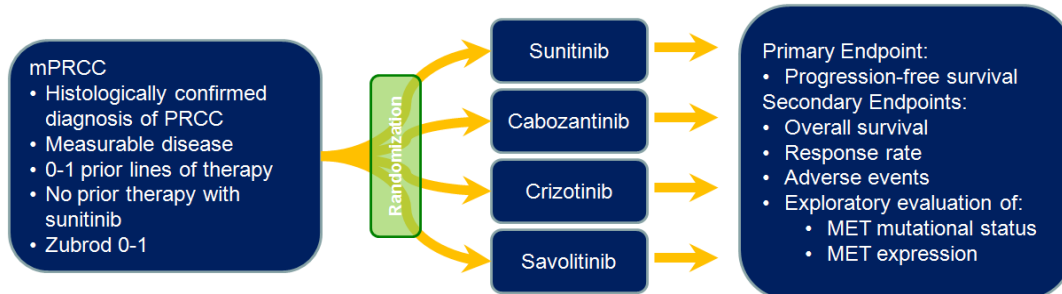 mPRCC
• Histologically confirmed
diagnosis of PRCC
• Measurable disease
• 0-1 prior lines of therapy
• No prior therapy with
sunitinib
• Zubrod 0-1
Randomization
Sunitinib
Cabozantinib
Crizotinib
Savolitinib
Primary Endpoint:
• Progression-free survival
Secondary Endpoints:
• Overall survival
• Response rate
• Adverse events
• Exploratory evaluation of:
• MET mutational status
• MET expression